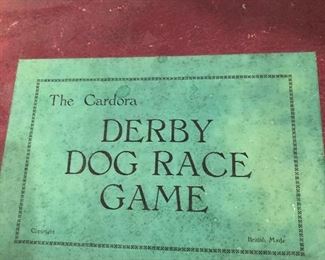 The Cardora
DERBY
DOG RACE
GAME
Copyright British Made